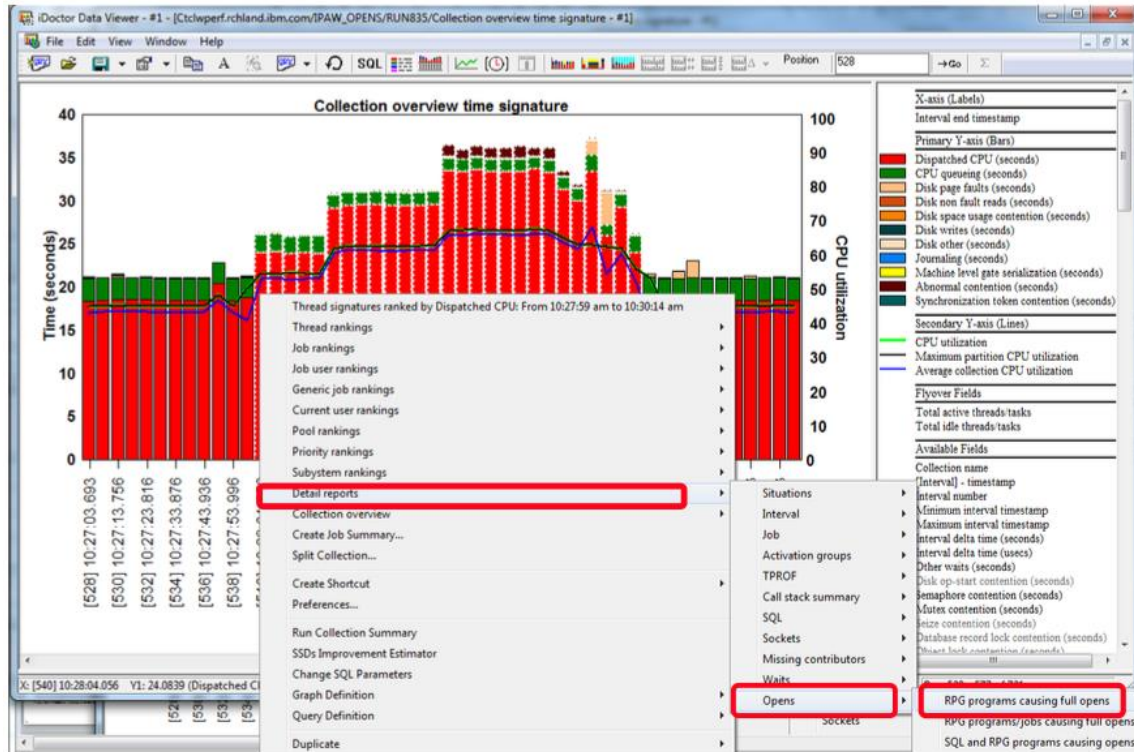 iDoctor Data Viewer - #1 - [Ctclwperf.rchland.ibm.com/IPAW_OPENS/RUN835/Collection overview time signature - #1]
File Edit View Window Help
SQL Position 528 Go
Collection overview time signature
40
35
30
25
20
15
10
5
0
Time (seconds)
100
90
80
70
60
50
40
30
20
10
0
CPU utilization
[528] 10:27:03.693
[530] 10:27:13.756
[532] 10:27:23.816
[534] 10:27:33.876
[536] 10:27:43.936
[538] 10:27:53.996
X-axis (Labels)
Interval end timestamp
Primary Y-axis (Bars)
Dispatched CPU (seconds)
CPU queueing (seconds)
Disk page faults (seconds)
Disk non fault reads (seconds)
Disk space usage contention (seconds)
Disk writes (seconds)
Disk other (seconds)
Journaling (seconds)
Machine level gate serialization (seconds)
Abnormal contention (seconds)
Synchronization token contention (seconds)
Secondary Y-axis (Lines)
CPU utilization
Maximum partition CPU utilization
Average collection CPU utilization
Flyover Fields
Total active threads/tasks
Total idle threads/tasks
Available Fields
Collection name
[Interval] - timestamp
Interval number
Minimum interval timestamp
Maximum interval timestamp
Interval delta time (seconds)
Interval delta time (usecs)
Other waits (seconds)
Disk op-start contention (seconds)
Semaphore contention (seconds)
Mutex contention (seconds)
Seize contention (seconds)
Database record lock contention (seconds)
Object lock contention (seconds)
Thread signatures ranked by Dispatched CPU: From 10:27:59 am to 10:30:14 am
Thread rankings
Job rankings
Job user rankings
Generic job rankings
Current user rankings
Pool rankings
Priority rankings
Subystem rankings
Detail reports
Collection overview
Create Job Summary...
Split Collection...
Create Shortcut
Preferences...
Run Collection Summary
SSDs Improvement Estimator
Change SQL Parameters
Graph Definition
Query Definition
Duplicate
Situations
Interval
Job
Activation groups
TPROF
Call stack summary
SQL
Sockets
Missing contributors
Waits
Opens
Sockets
RPG programs causing full opens
RPG programs/jobs causing full opens
SQL and RPG programs causing opens
X: [540] 10:28:04.056 Y1: 24.0839 (Dispatched